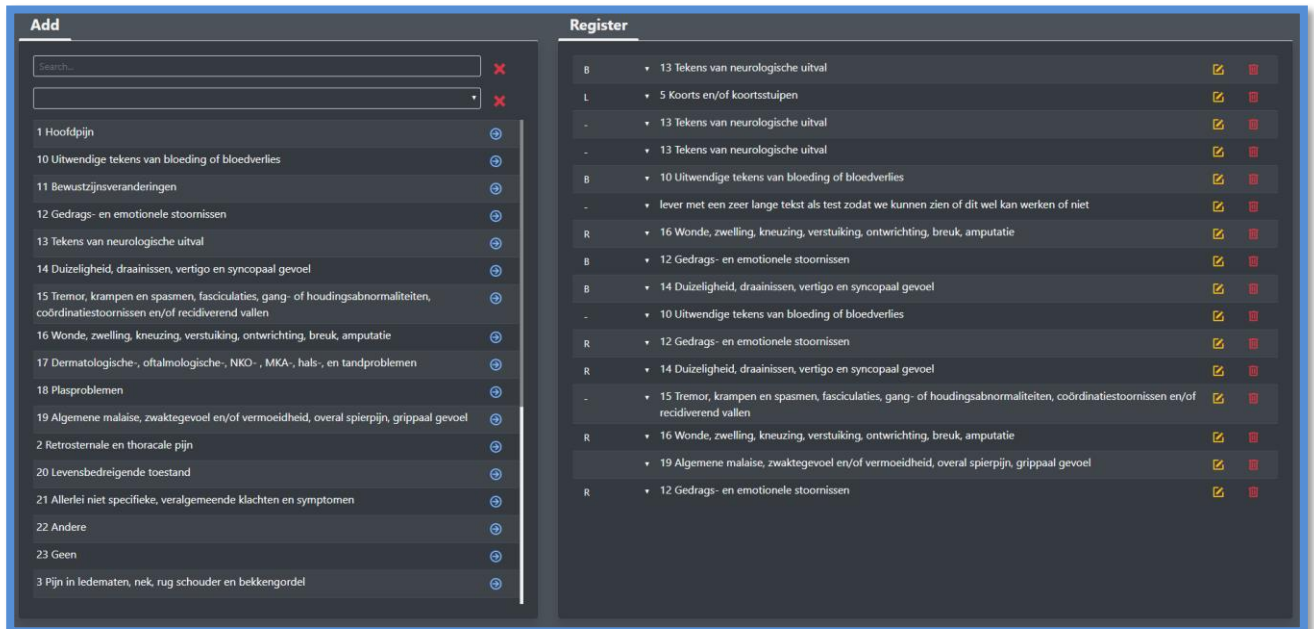 Add
Search...
1 Hoofdpijn
10 Uitwendige tekens van bloeding of bloedverlies
11 Bewustzijnsveranderingen
12 Gedrags- en emotionele stoornissen
13 Tekens van neurologische uitval
14 Duizeligheid, draainissen, vertigo en syncopaal gevoel
15 Tremor, krampen en spasmen, fasciculaties, gang- of houdingsabnormaliteiten,
coördinatiestoornissen en/of recidiverend vallen
16 Wonde, zwelling, kneuzing, verstuiking, ontwrichting, breuk, amputatie
17 Dermatologische-, oftalmologische-, NKO- , MKA-, hals-, en tandproblemen
18 Plasproblemen
19 Algemene malaise, zwaktegevoel en/of vermoeidheid, overal spierpijn, grippaal gevoel
2 Retrosternale en thoracale pijn
20 Levensbedreigende toestand
21 Allerlei niet specifieke, veralgemeende klachten en symptomen
22 Andere
23 Geen
3 Pijn in ledematen, nek, rug schouder en bekkengordel
Register
B 13 Tekens van neurologische uitval
L 5 Koorts en/of koortsstuipen
- 13 Tekens van neurologische uitval
- 13 Tekens van neurologische uitval
B 10 Uitwendige tekens van bloeding of bloedverlies
- lever met een zeer lange tekst als test zodat we kunnen zien of dit wel kan werken of niet
R 16 Wonde, zwelling, kneuzing, verstuiking, ontwrichting, breuk, amputatie
B 12 Gedrags- en emotionele stoornissen
B 14 Duizeligheid, draainissen, vertigo en syncopaal gevoel
- 10 Uitwendige tekens van bloeding of bloedverlies
R 12 Gedrags- en emotionele stoornissen
R 14 Duizeligheid, draainissen, vertigo en syncopaal gevoel
- 15 Tremor, krampen en spasmen, fasciculaties, gang- of houdingsabnormaliteiten, coördinatiestoornissen en/of
recidiverend vallen
R 16 Wonde, zwelling, kneuzing, verstuiking, ontwrichting, breuk, amputatie
19 Algemene malaise, zwaktegevoel en/of vermoeidheid, overal spierpijn, grippaal gevoel
R 12 Gedrags- en emotionele stoornissen